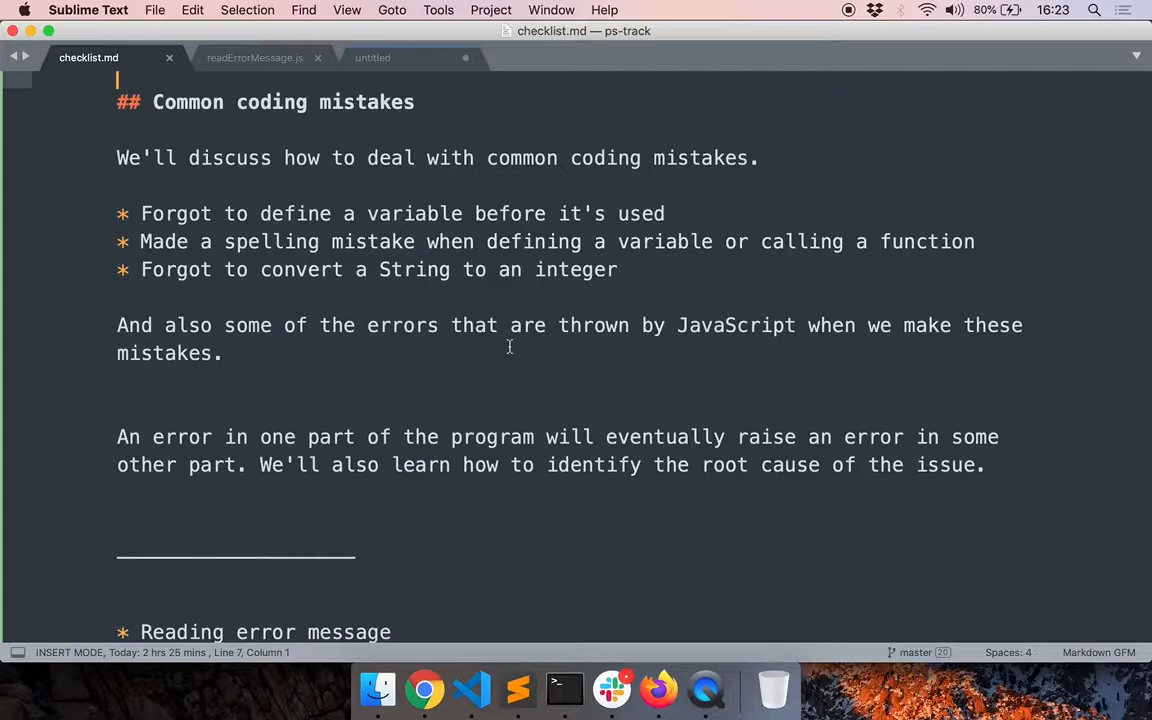 Sublime Text File Edit Selection View Goto Tools Project Window Help 80% 16:23
checklist.md — ps-track
checklist.md readErrorMessage.js untitled
## Common coding mistakes
We'll discuss how to deal with common coding mistakes.
* Forgot to define a variable before it's used
* Made a spelling mistake when defining a variable or calling a function
* Forgot to convert a String to an integer
And also some of the errors that are thrown by JavaScript when we make these
mistakes.
An error in one part of the program will eventually raise an error in some
other part. We'll also learn how to identify the root cause of the issue.
* Reading error message
INSERT MODE, Today: 2 hrs 25 mins , Line 7, Column 1 master 20 Spaces: 4 Markdown GFM